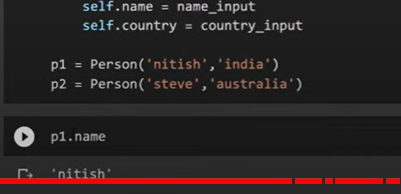 self.name = name_input
self.country = country_input
p1 = Person('nitish','india')
p2 = Person('steve','australia')
p1.name
'nitish'